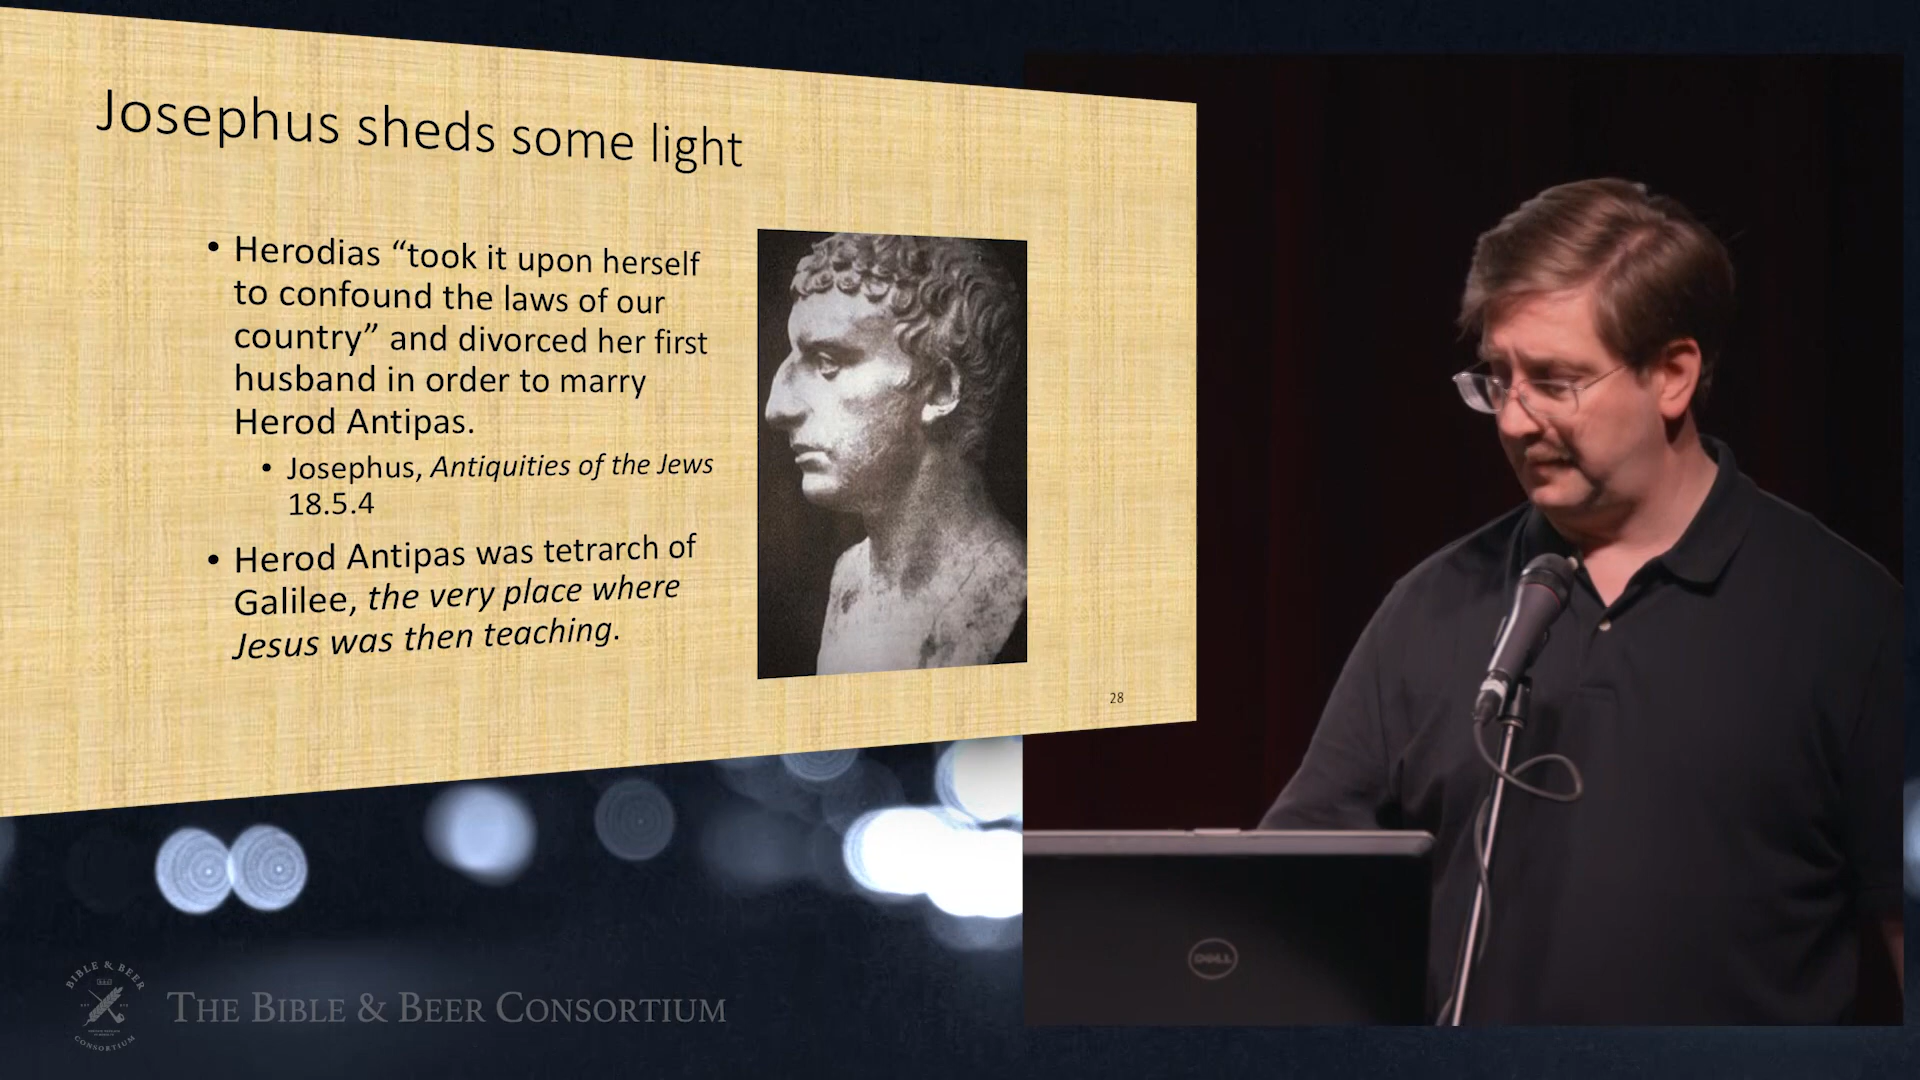 Josephus sheds some light
• Herodias “took it upon herself
to confound the laws of our
country” and divorced her first
husband in order to marry
Herod Antipas.
• Josephus, Antiquities of the Jews
18.5.4
• Herod Antipas was tetrarch of
Galilee, the very place where
Jesus was then teaching.
28
DELL
BIBLE & BEER
CONSORTIUM
THE BIBLE & BEER CONSORTIUM